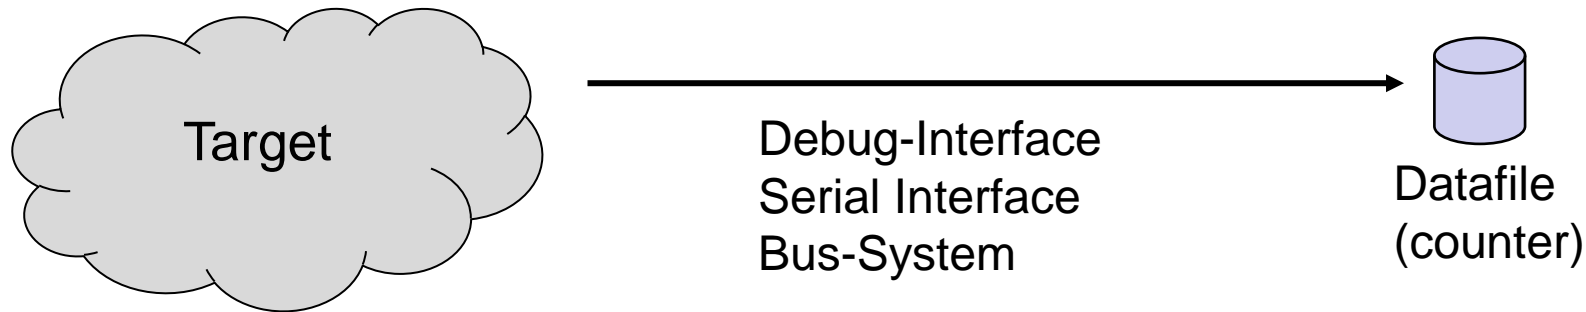 Target
Debug-Interface
Serial Interface
Bus-System
Datafile
(counter)